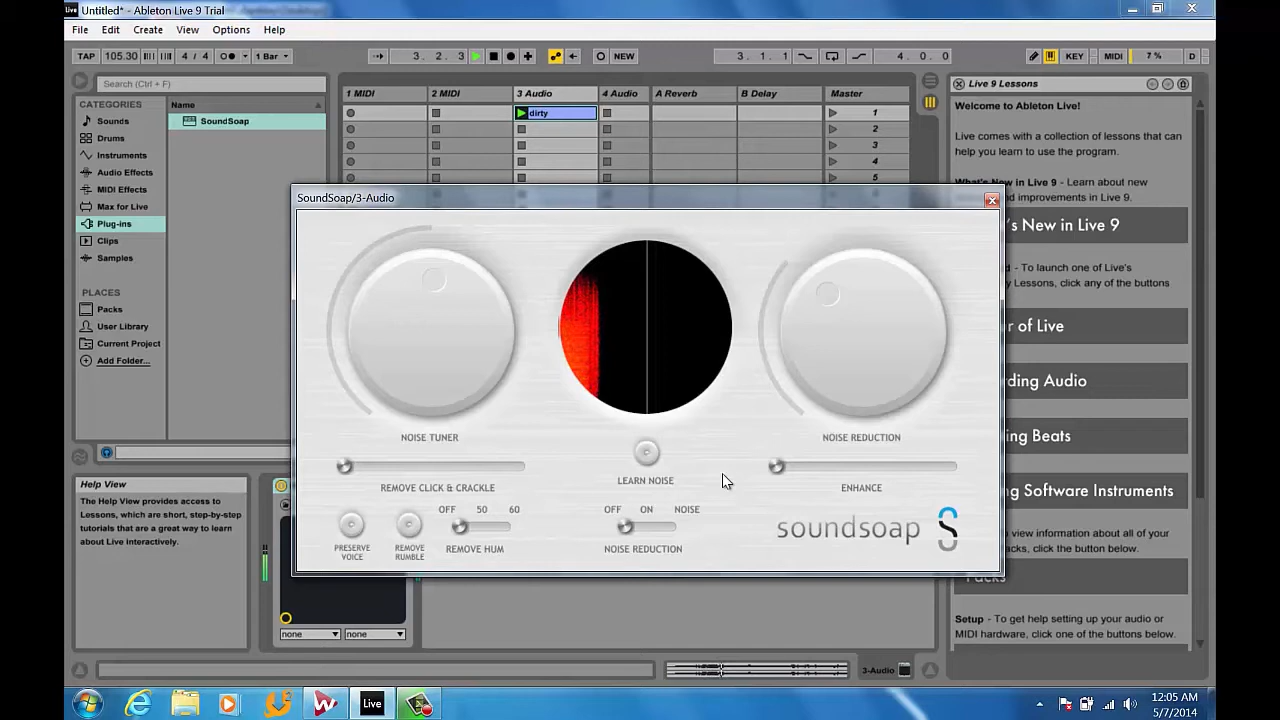 Live Untitled* - Ableton Live 9 Trial
File Edit Create View Options Help
TAP 105.30 4 / 4 1 Bar 3. 2. 3 NEW 3. 1. 1 4. 0. 0 KEY MIDI 7 % D
Search (Ctrl + F)
CATEGORIES
Sounds
Drums
Instruments
Audio Effects
MIDI Effects
Max for Live
Plug-ins
Clips
Samples
PLACES
Packs
User Library
Current Project
Add Folder...
Name
SoundSoap
1 MIDI 2 MIDI 3 Audio 4 Audio A Reverb B Delay Master
dirty 1
2
3
4
5
SoundSoap/3-Audio
NOISE TUNER
NOISE REDUCTION
REMOVE CLICK & CRACKLE
LEARN NOISE
ENHANCE
OFF 50 60
OFF ON NOISE
PRESERVE VOICE
REMOVE RUMBLE
REMOVE HUM
NOISE REDUCTION
soundsoap
Live 9 Lessons
Welcome to Ableton Live!
Live comes with a collection of lessons that can
help you learn to use the program.
What's New in Live 9 - Learn about new
and improvements in Live 9.
's New in Live 9
- To launch one of Live's
Lessons, click any of the buttons
ur of Live
rding Audio
ing Beats
g Software Instruments
view information about all of your
acks, click the button below.
Packs
Setup - To get help setting up your audio or
MIDI hardware, click one of the buttons below.
Help View
The Help View provides access to
Lessons, which are short, step-by-step
tutorials that are a great way to learn
about Live interactively.
none none
3-Audio
Live
12:05 AM
5/7/2014